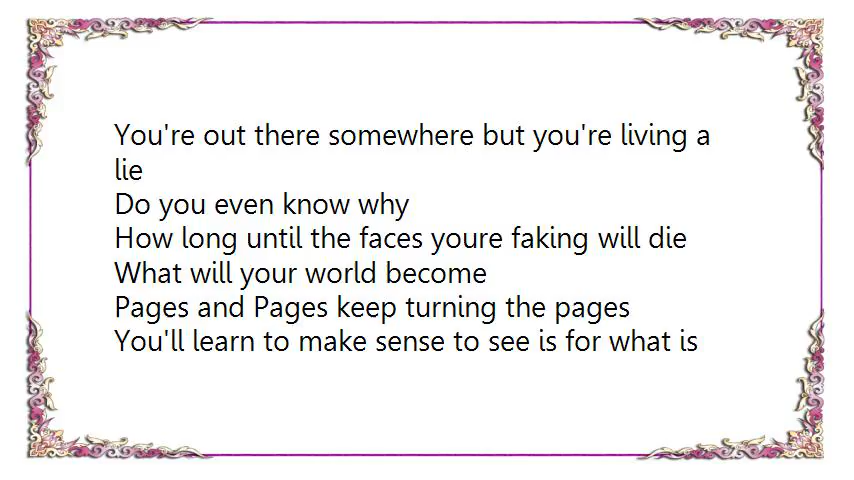 You're out there somewhere but you're living a
lie
Do you even know why
How long until the faces youre faking will die
What will your world become
Pages and Pages keep turning the pages
You'll learn to make sense to see is for what is